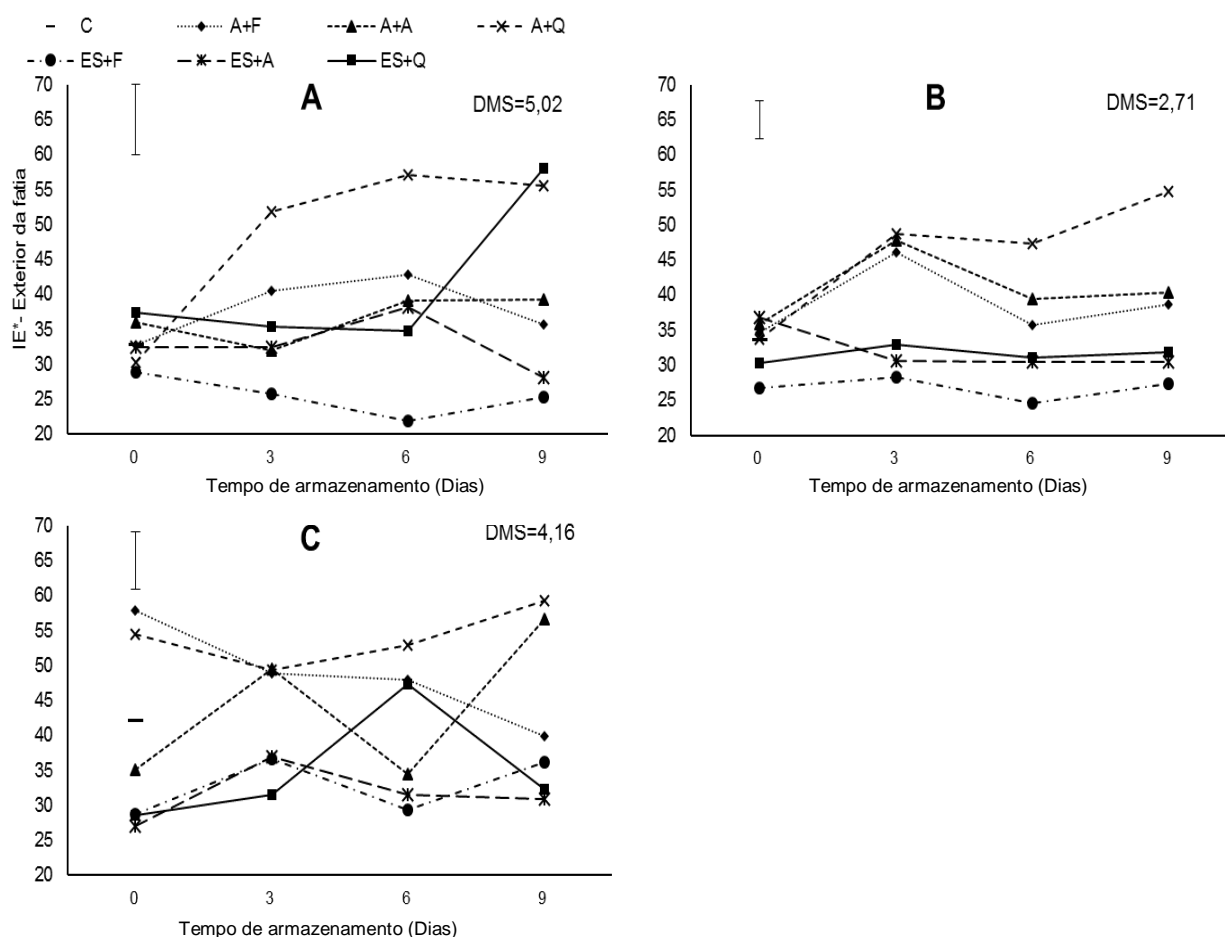 C A+F A+A A+Q
ES+F ES+A ES+Q
A
DMS=5,02
70
65
60
55
50
45
40
35
30
25
20
IE*- Exterior da fatia
0 3 6 9
Tempo de armazenamento (Dias)
B
DMS=2,71
70
65
60
55
50
45
40
35
30
25
20
0 3 6 9
Tempo de armazenamento (Dias)
C
DMS=4,16
70
65
60
55
50
45
40
35
30
25
20
0 3 6 9
Tempo de armazenamento (Dias)